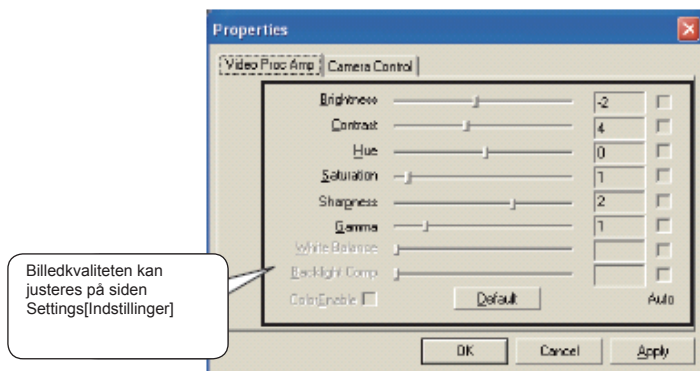 Properties
Video Proc Amp Camera Control
Brightness -2
Contrast 4
Hue 0
Saturation 1
Sharpness 2
Gamma 1
White Balance
Backlight Comp
ColorEnable Default Auto
Billedkvaliteten kan
justeres på siden
Settings[Indstillinger]
OK Cancel Apply